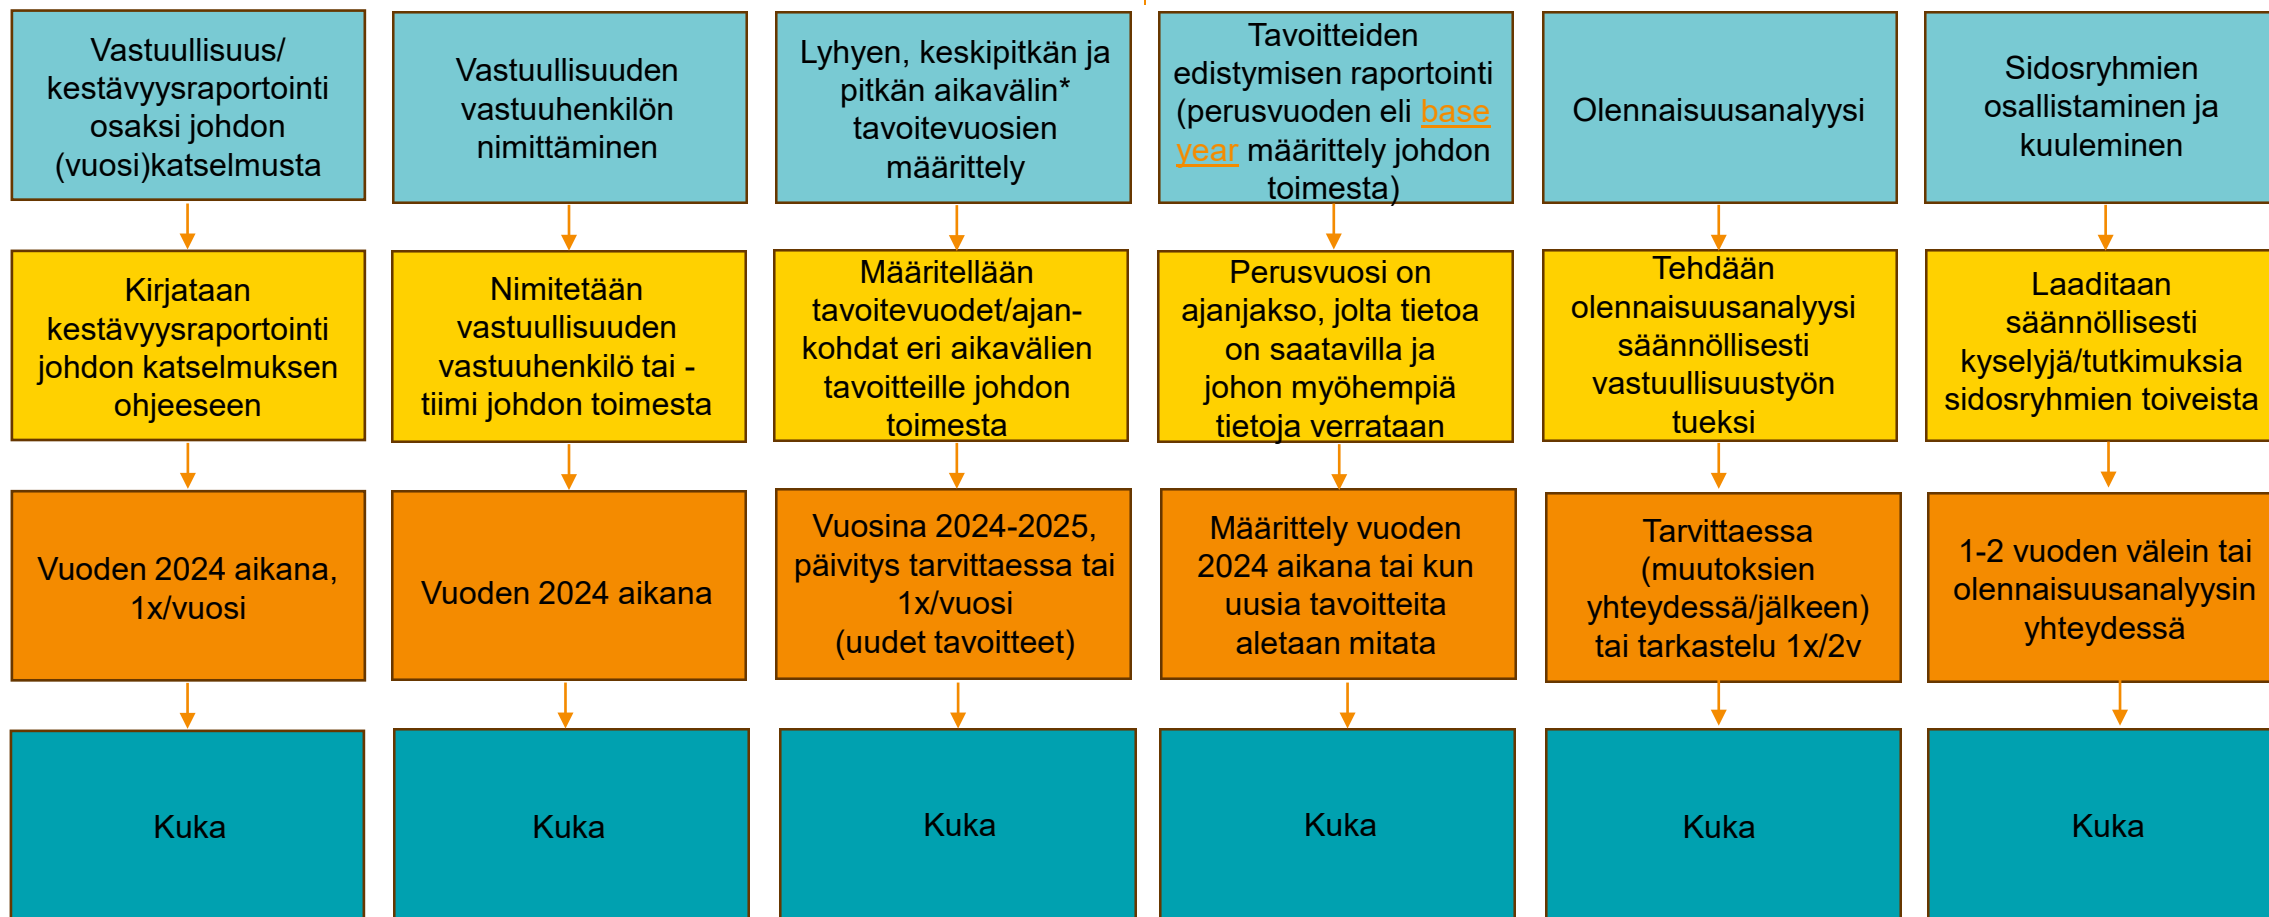 Vastuullisuus/
kestävyysraportointi
osaksi johdon
(vuosi)katselmusta
Vastuullisuuden
vastuuhenkilön
nimittäminen
Lyhyen, keskipitkän ja
pitkän aikavälin*
tavoitevuosien
määrittely
Tavoitteiden
edistymisen raportointi
(perusvuoden eli base
year määrittely johdon
toimesta)
Olennaisuusanalyysi
Sidosryhmien
osallistaminen ja
kuuleminen
Kirjataan
kestävyysraportointi
johdon katselmuksen
ohjeeseen
Nimitetään
vastuullisuuden
vastuuhenkilö tai -
tiimi johdon toimesta
Määritellään
tavoitevuodet/ajan-
kohdat eri aikavälien
tavoitteille johdon
toimesta
Perusvuosi on
ajanjakso, jolta tietoa
on saatavilla ja
johon myöhempiä
tietoja verrataan
Tehdään
olennaisuusanalyysi
säännöllisesti
vastuullisuustyön
tueksi
Laaditaan
säännöllisesti
kyselyjä/tutkimuksia
sidosryhmien toiveista
Vuoden 2024 aikana,
1x/vuosi
Vuoden 2024 aikana
Vuosina 2024-2025,
päivitys tarvittaessa tai
1x/vuosi
(uudet tavoitteet)
Määrittely vuoden
2024 aikana tai kun
uusia tavoitteita
aletaan mitata
Tarvittaessa
(muutoksien
yhteydessä/jälkeen)
tai tarkastelu 1x/2v
1-2 vuoden välein tai
olennaisuusanalyysin
yhteydessä
Kuka
Kuka
Kuka
Kuka
Kuka
Kuka